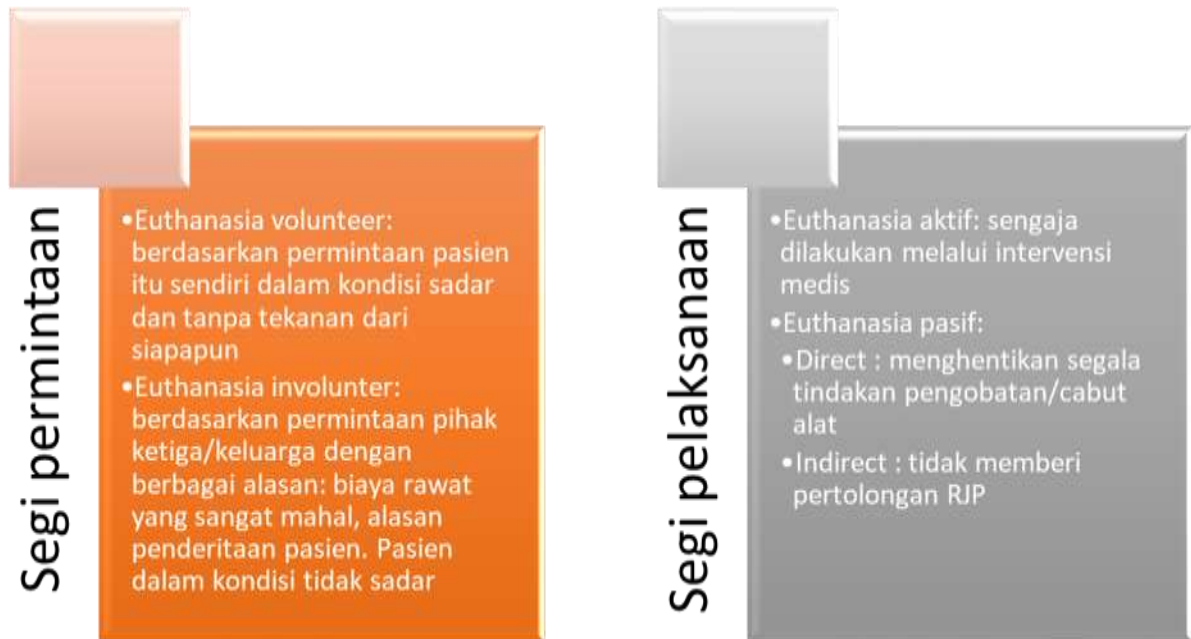 Segi permintaan
•Euthanasia volunteer:
berdasarkan permintaan pasien
itu sendiri dalam kondisi sadar
dan tanpa tekanan dari
siapapun
•Euthanasia involunter:
berdasarkan permintaan pihak
ketiga/keluarga dengan
berbagai alasan: biaya rawat
yang sangat mahal, alasan
penderitaan pasien. Pasien
dalam kondisi tidak sadar
Segi pelaksanaan
•Euthanasia aktif: sengaja
dilakukan melalui intervensi
medis
•Euthanasia pasif:
•Direct : menghentikan segala
tindakan pengobatan/cabut
alat
•Indirect : tidak memberi
pertolongan RJP